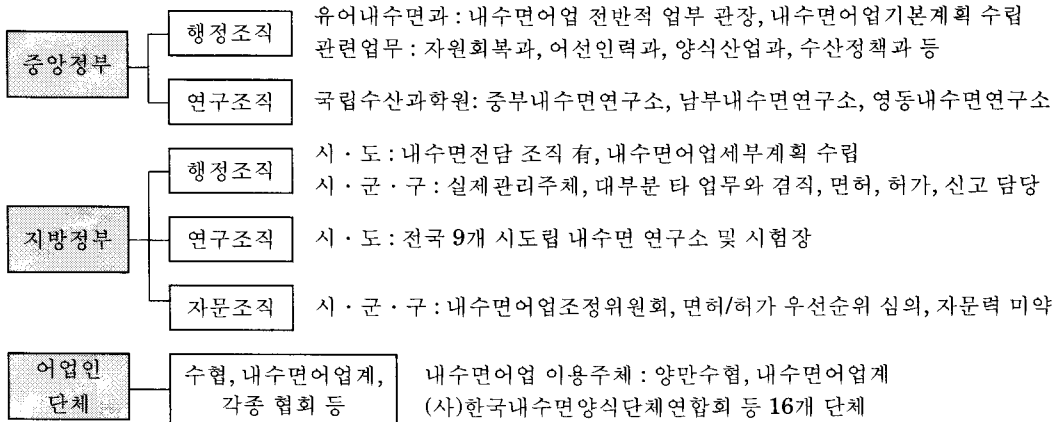 중앙정부
행정조직
유어내수면과 : 내수면어업 전반적 업무 관장, 내수면어업기본계획 수립
관련업무 : 자원회복과, 어선인력과, 양식산업과, 수산정책과 등
연구조직
국립수산과학원: 중부내수면연구소, 남부내수면연구소, 영동내수면연구소
지방정부
행정조직
시 · 도 : 내수면전담 조직 有, 내수면어업세부계획 수립
시 · 군 · 구 : 실제관리주체, 대부분 타 업무와 겸직, 면허, 허가, 신고 담당
연구조직
시 · 도 : 전국 9개 시도립 내수면 연구소 및 시험장
자문조직
시 · 군 · 구 : 내수면어업조정위원회, 면허/허가 우선순위 심의, 자문력 미약
어업인
단체
수협, 내수면어업계,
각종 협회 등
내수면어업 이용주체 : 양만수협, 내수면어업계
(사)한국내수면양식단체연합회 등 16개 단체